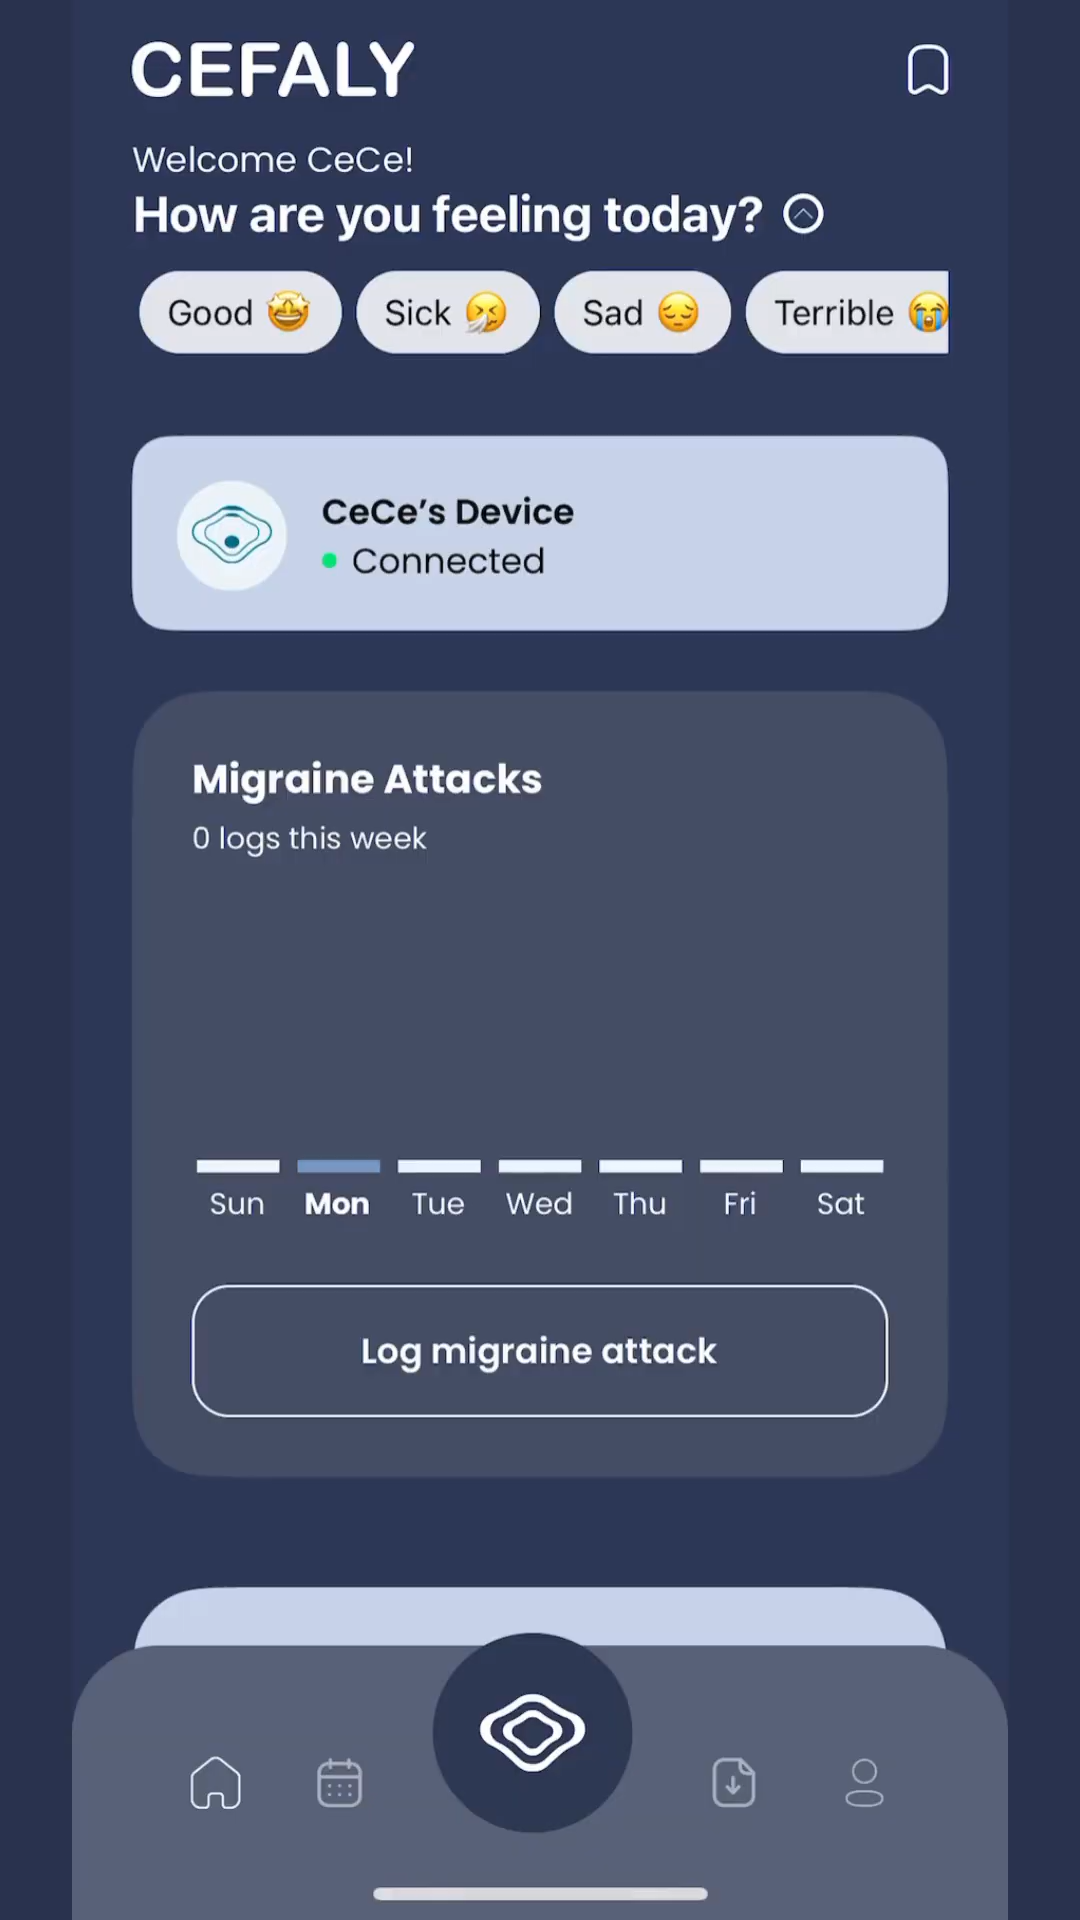 CEFALY
Welcome CeCe!
How are you feeling today?
Good 🤩 Sick 🤧 Sad 😔 Terrible 😭
CeCe’s Device
Connected
Migraine Attacks
0 logs this week
Sun Mon Tue Wed Thu Fri Sat
Log migraine attack